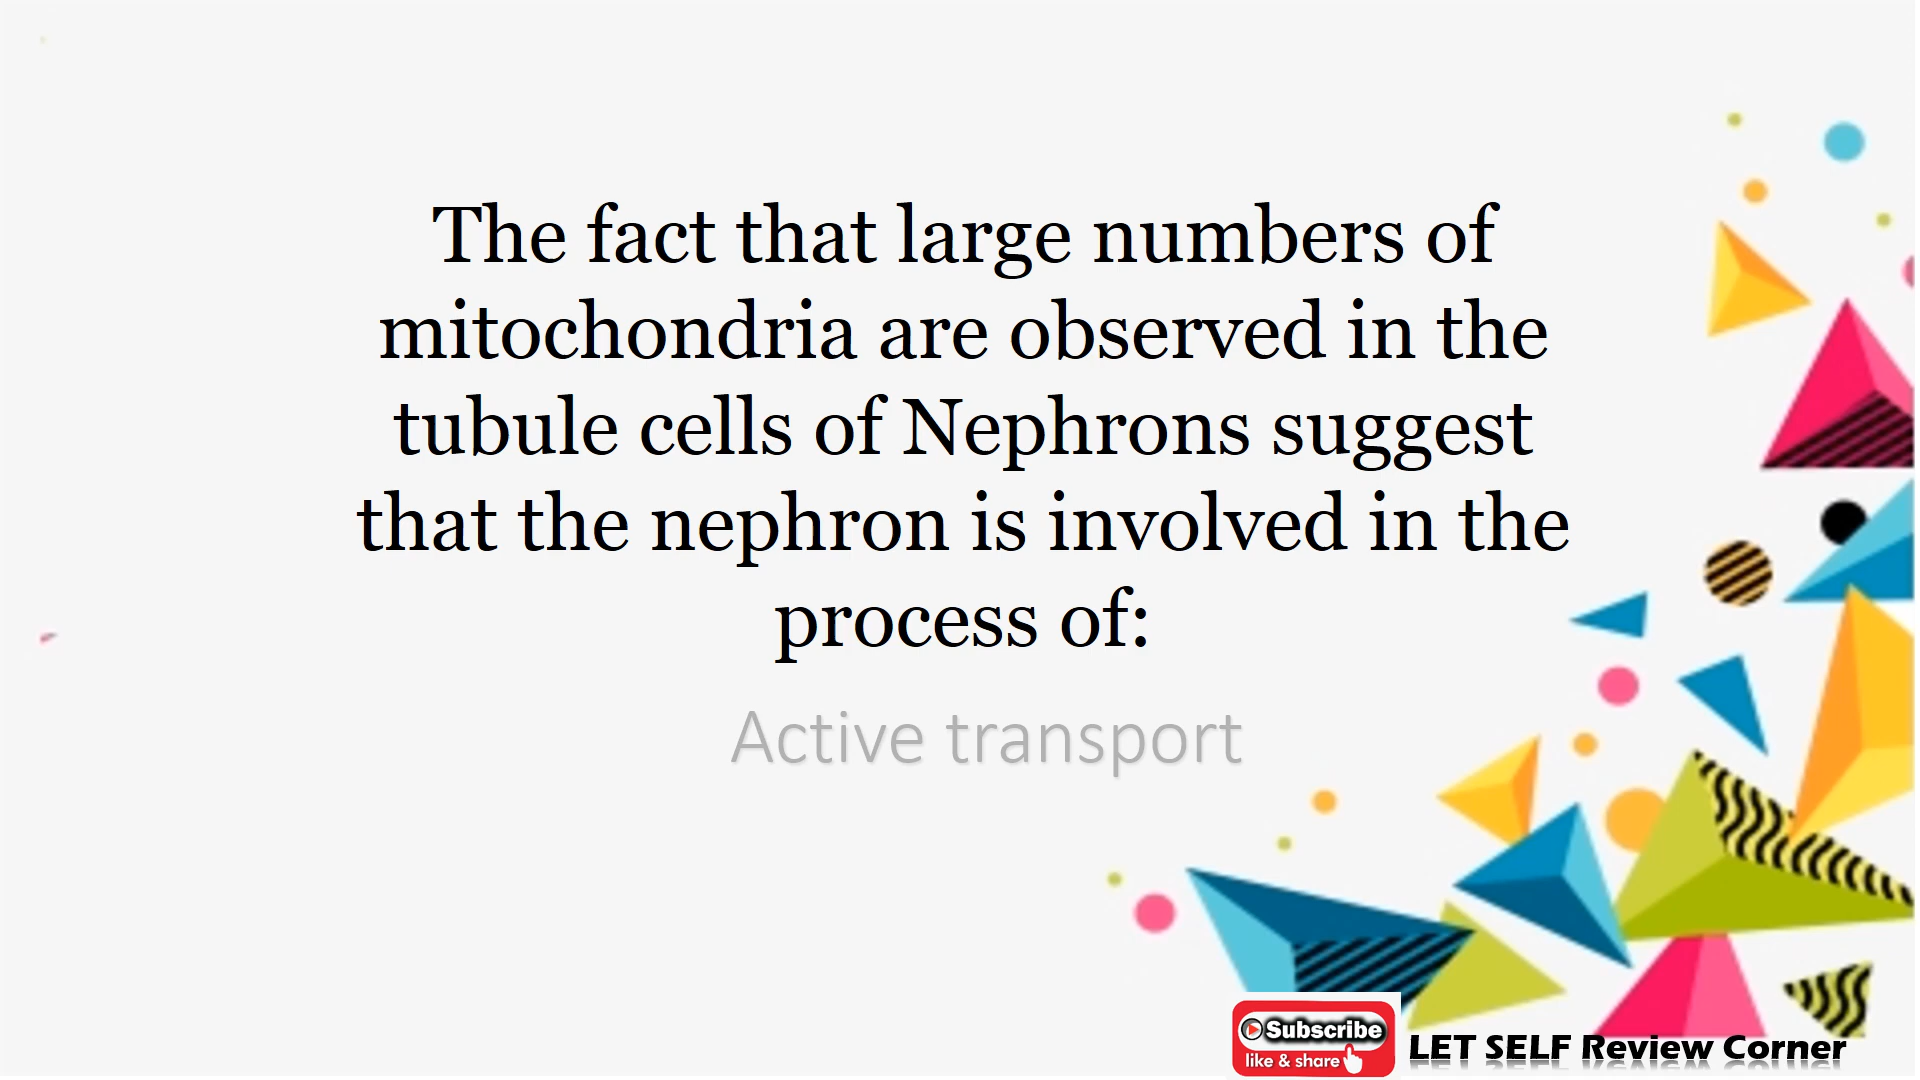 The fact that large numbers of
mitochondria are observed in the
tubule cells of Nephrons suggest
that the nephron is involved in the
process of:
Active transport
Subscribe
like & share
LET SELF Review Corner